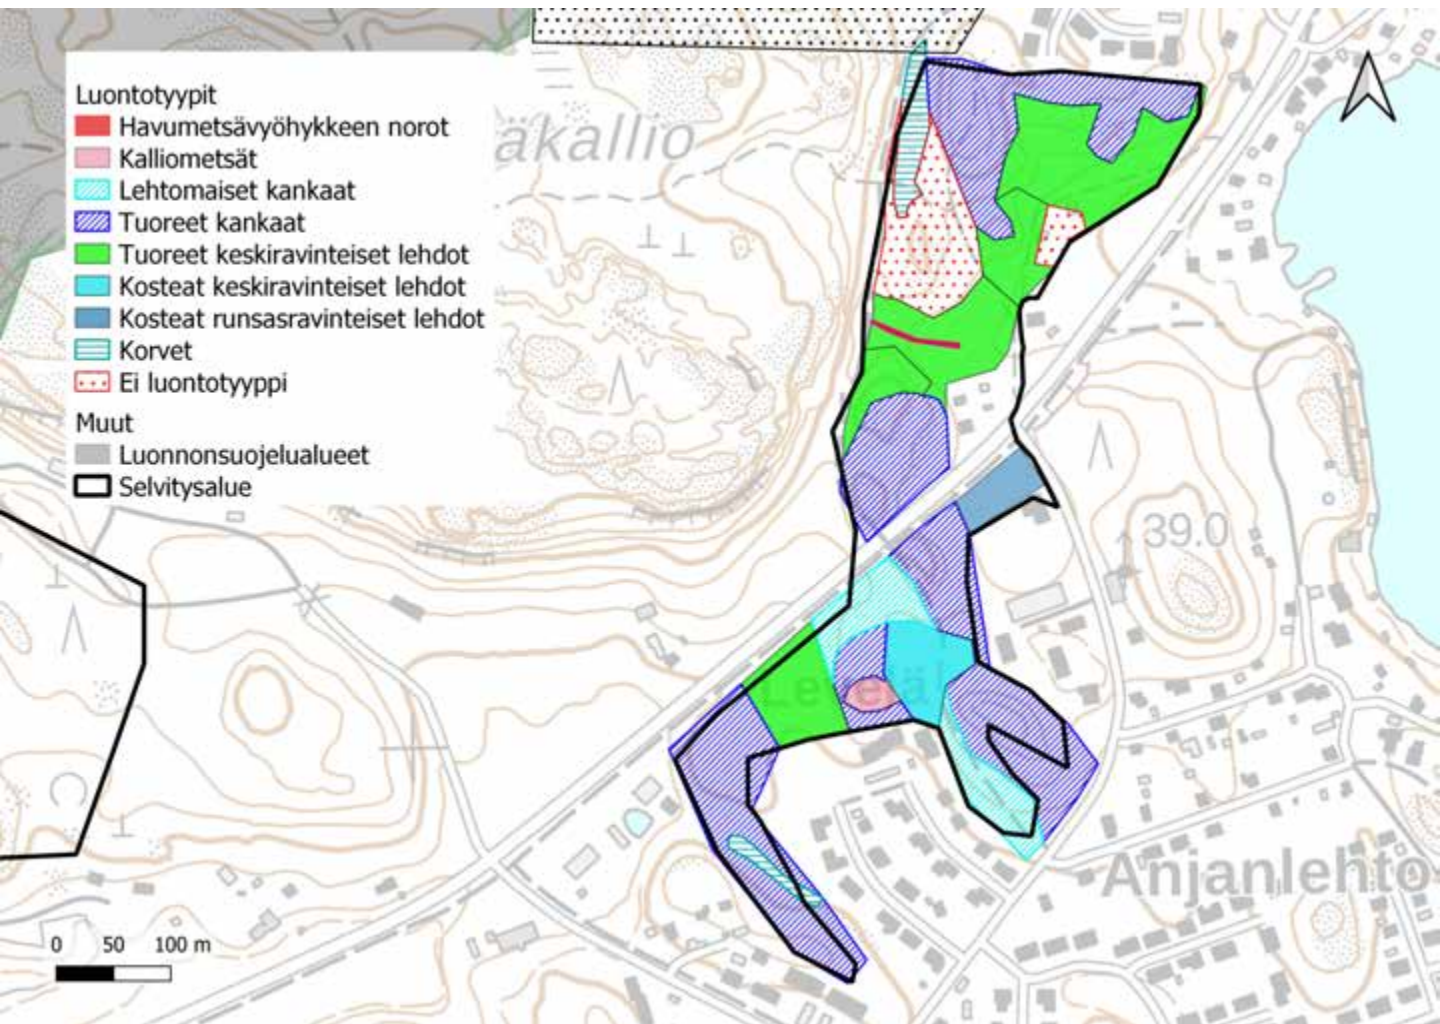 Luontotyypit
Havumetsävyöhykkeen norot
Kalliometsät
Lehtomaiset kankaat
Tuoreet kankaat
Tuoreet keskiravinteiset lehdot
Kosteat keskiravinteiset lehdot
Kosteat runsasravinteiset lehdot
Korvet
Ei luontotyyppi
Muut
Luonnonsuojelualueet
Selvitysalue
äkallio
39.0
Anjanlehto
0 50 100 m